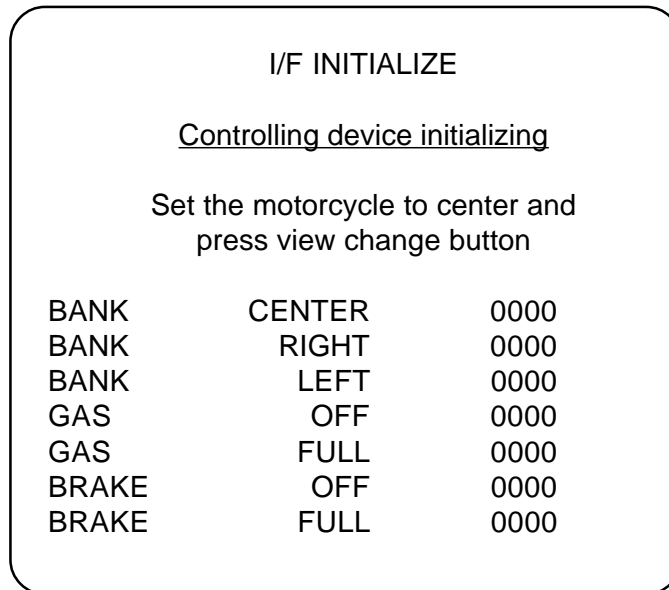 I/F INITIALIZE
Controlling device initializing
Set the motorcycle to center and
press view change button
BANK CENTER 0000
BANK RIGHT 0000
BANK LEFT 0000
GAS OFF 0000
GAS FULL 0000
BRAKE OFF 0000
BRAKE FULL 0000